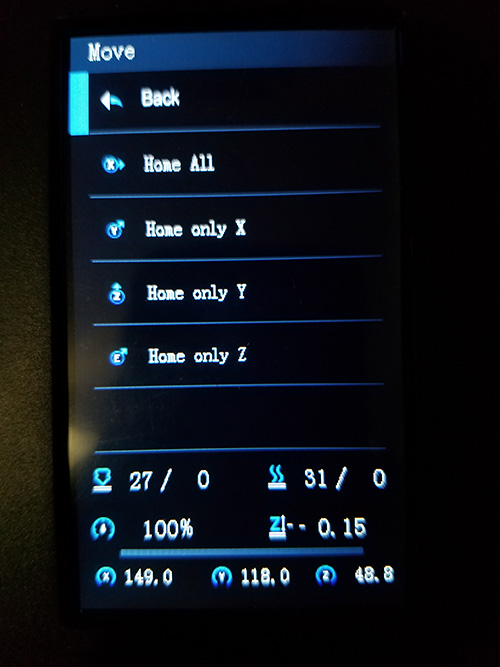 Move
Back
Home All
Home only X
Home only Y
Home only Z
27 / 0 31 / 0
100% Z -- 0.15
X 149.0 Y 118.0 Z 48.8